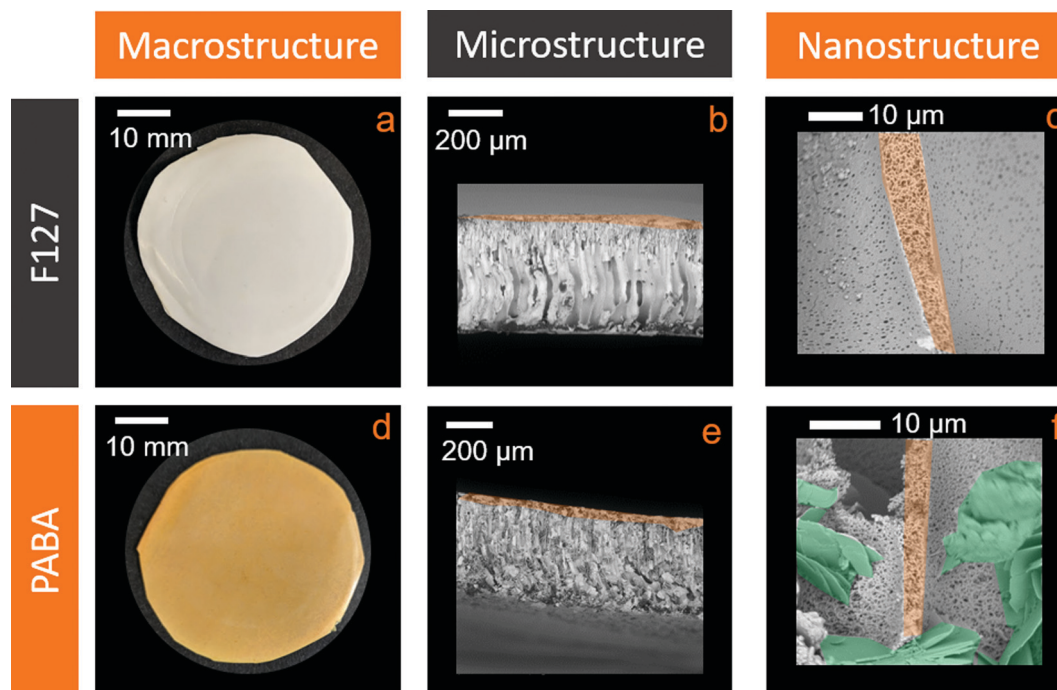 Macrostructure
Microstructure
Nanostructure
F127
10 mm
a
200 µm
b
10 µm
c
PABA
10 mm
d
200 µm
e
10 µm
f